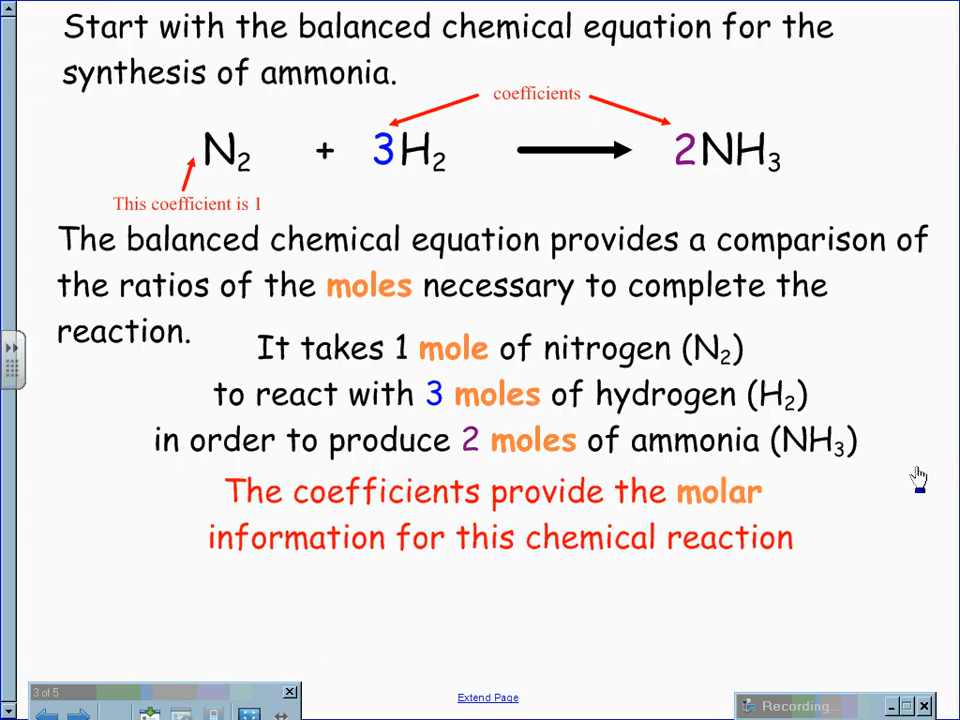 Start with the balanced chemical equation for the
synthesis of ammonia.
coefficients
N₂ + 3H₂ → 2NH₃
This coefficient is 1
The balanced chemical equation provides a comparison of
the ratios of the moles necessary to complete the
reaction.
It takes 1 mole of nitrogen (N₂)
to react with 3 moles of hydrogen (H₂)
in order to produce 2 moles of ammonia (NH₃)
The coefficients provide the molar
information for this chemical reaction
3 of 5
Extend Page
Recording...